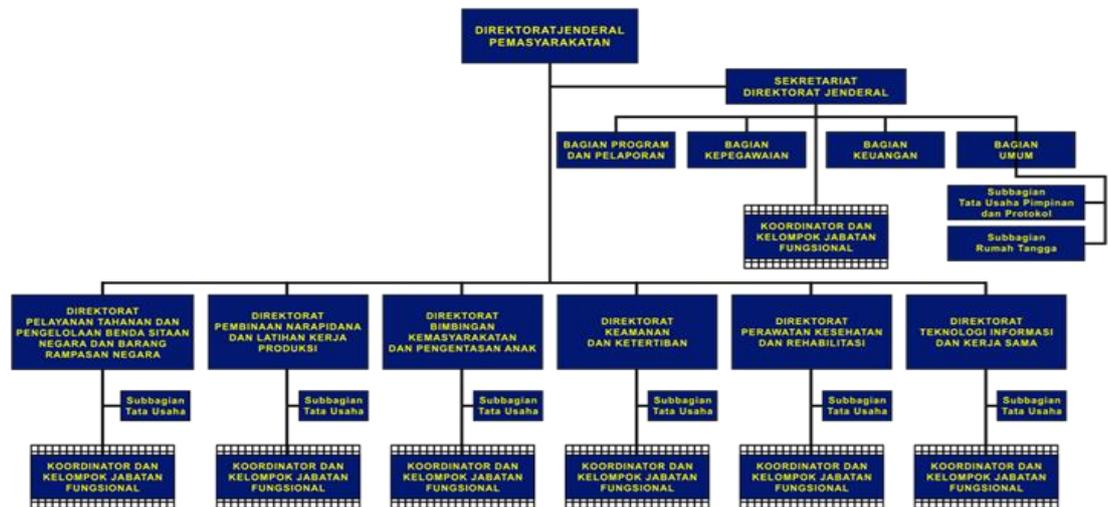 DIREKTORATJENDERAL
PEMASYARAKATAN
SEKRETARIAT
DIREKTORAT JENDERAL
BAGIAN PROGRAM
DAN PELAPORAN
BAGIAN
KEPEGAWAIAN
BAGIAN
KEUANGAN
BAGIAN
UMUM
Subbagian
Tata Usaha Pimpinan
dan Protokol
Subbagian
Rumah Tangga
KOORDINATOR DAN
KELOMPOK JABATAN
FUNGSIONAL
DIREKTORAT
PELAYANAN TAHANAN DAN
PENGELOLAAN BENDA SITAAN
NEGARA DAN BARANG
RAMPASAN NEGARA
DIREKTORAT
PEMBINAAN NARAPIDANA
DAN LATIHAN KERJA
PRODUKSI
DIREKTORAT
BIMBINGAN
KEMASYARAKATAN
DAN PENGENTASAN ANAK
DIREKTORAT
KEAMANAN
DAN KETERTIBAN
DIREKTORAT
PERAWATAN KESEHATAN
DAN REHABILITASI
DIREKTORAT
TEKNOLOGI INFORMASI
DAN KERJA SAMA
Subbagian
Tata Usaha
Subbagian
Tata Usaha
Subbagian
Tata Usaha
Subbagian
Tata Usaha
Subbagian
Tata Usaha
Subbagian
Tata Usaha
KOORDINATOR DAN
KELOMPOK JABATAN
FUNGSIONAL
KOORDINATOR DAN
KELOMPOK JABATAN
FUNGSIONAL
KOORDINATOR DAN
KELOMPOK JABATAN
FUNGSIONAL
KOORDINATOR DAN
KELOMPOK JABATAN
FUNGSIONAL
KOORDINATOR DAN
KELOMPOK JABATAN
FUNGSIONAL
KOORDINATOR DAN
KELOMPOK JABATAN
FUNGSIONAL